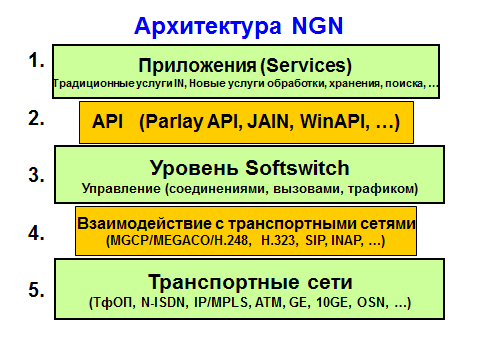 Архитектура NGN
1.
Приложения (Services)
Традиционные услуги IN, Новые услуги обработки, хранения, поиска, ...
2.
API (Parlay API, JAIN, WinAPI, ...)
3.
Уровень Softswitch
Управление (соединениями, вызовами, трафиком)
4.
Взаимодействие с транспортными сетями
(MGCP/MEGACO/H.248, H.323, SIP, INAP, ...)
5.
Транспортные сети
(ТфОП, N-ISDN, IP/MPLS, ATM, GE, 10GE, OSN, ...)